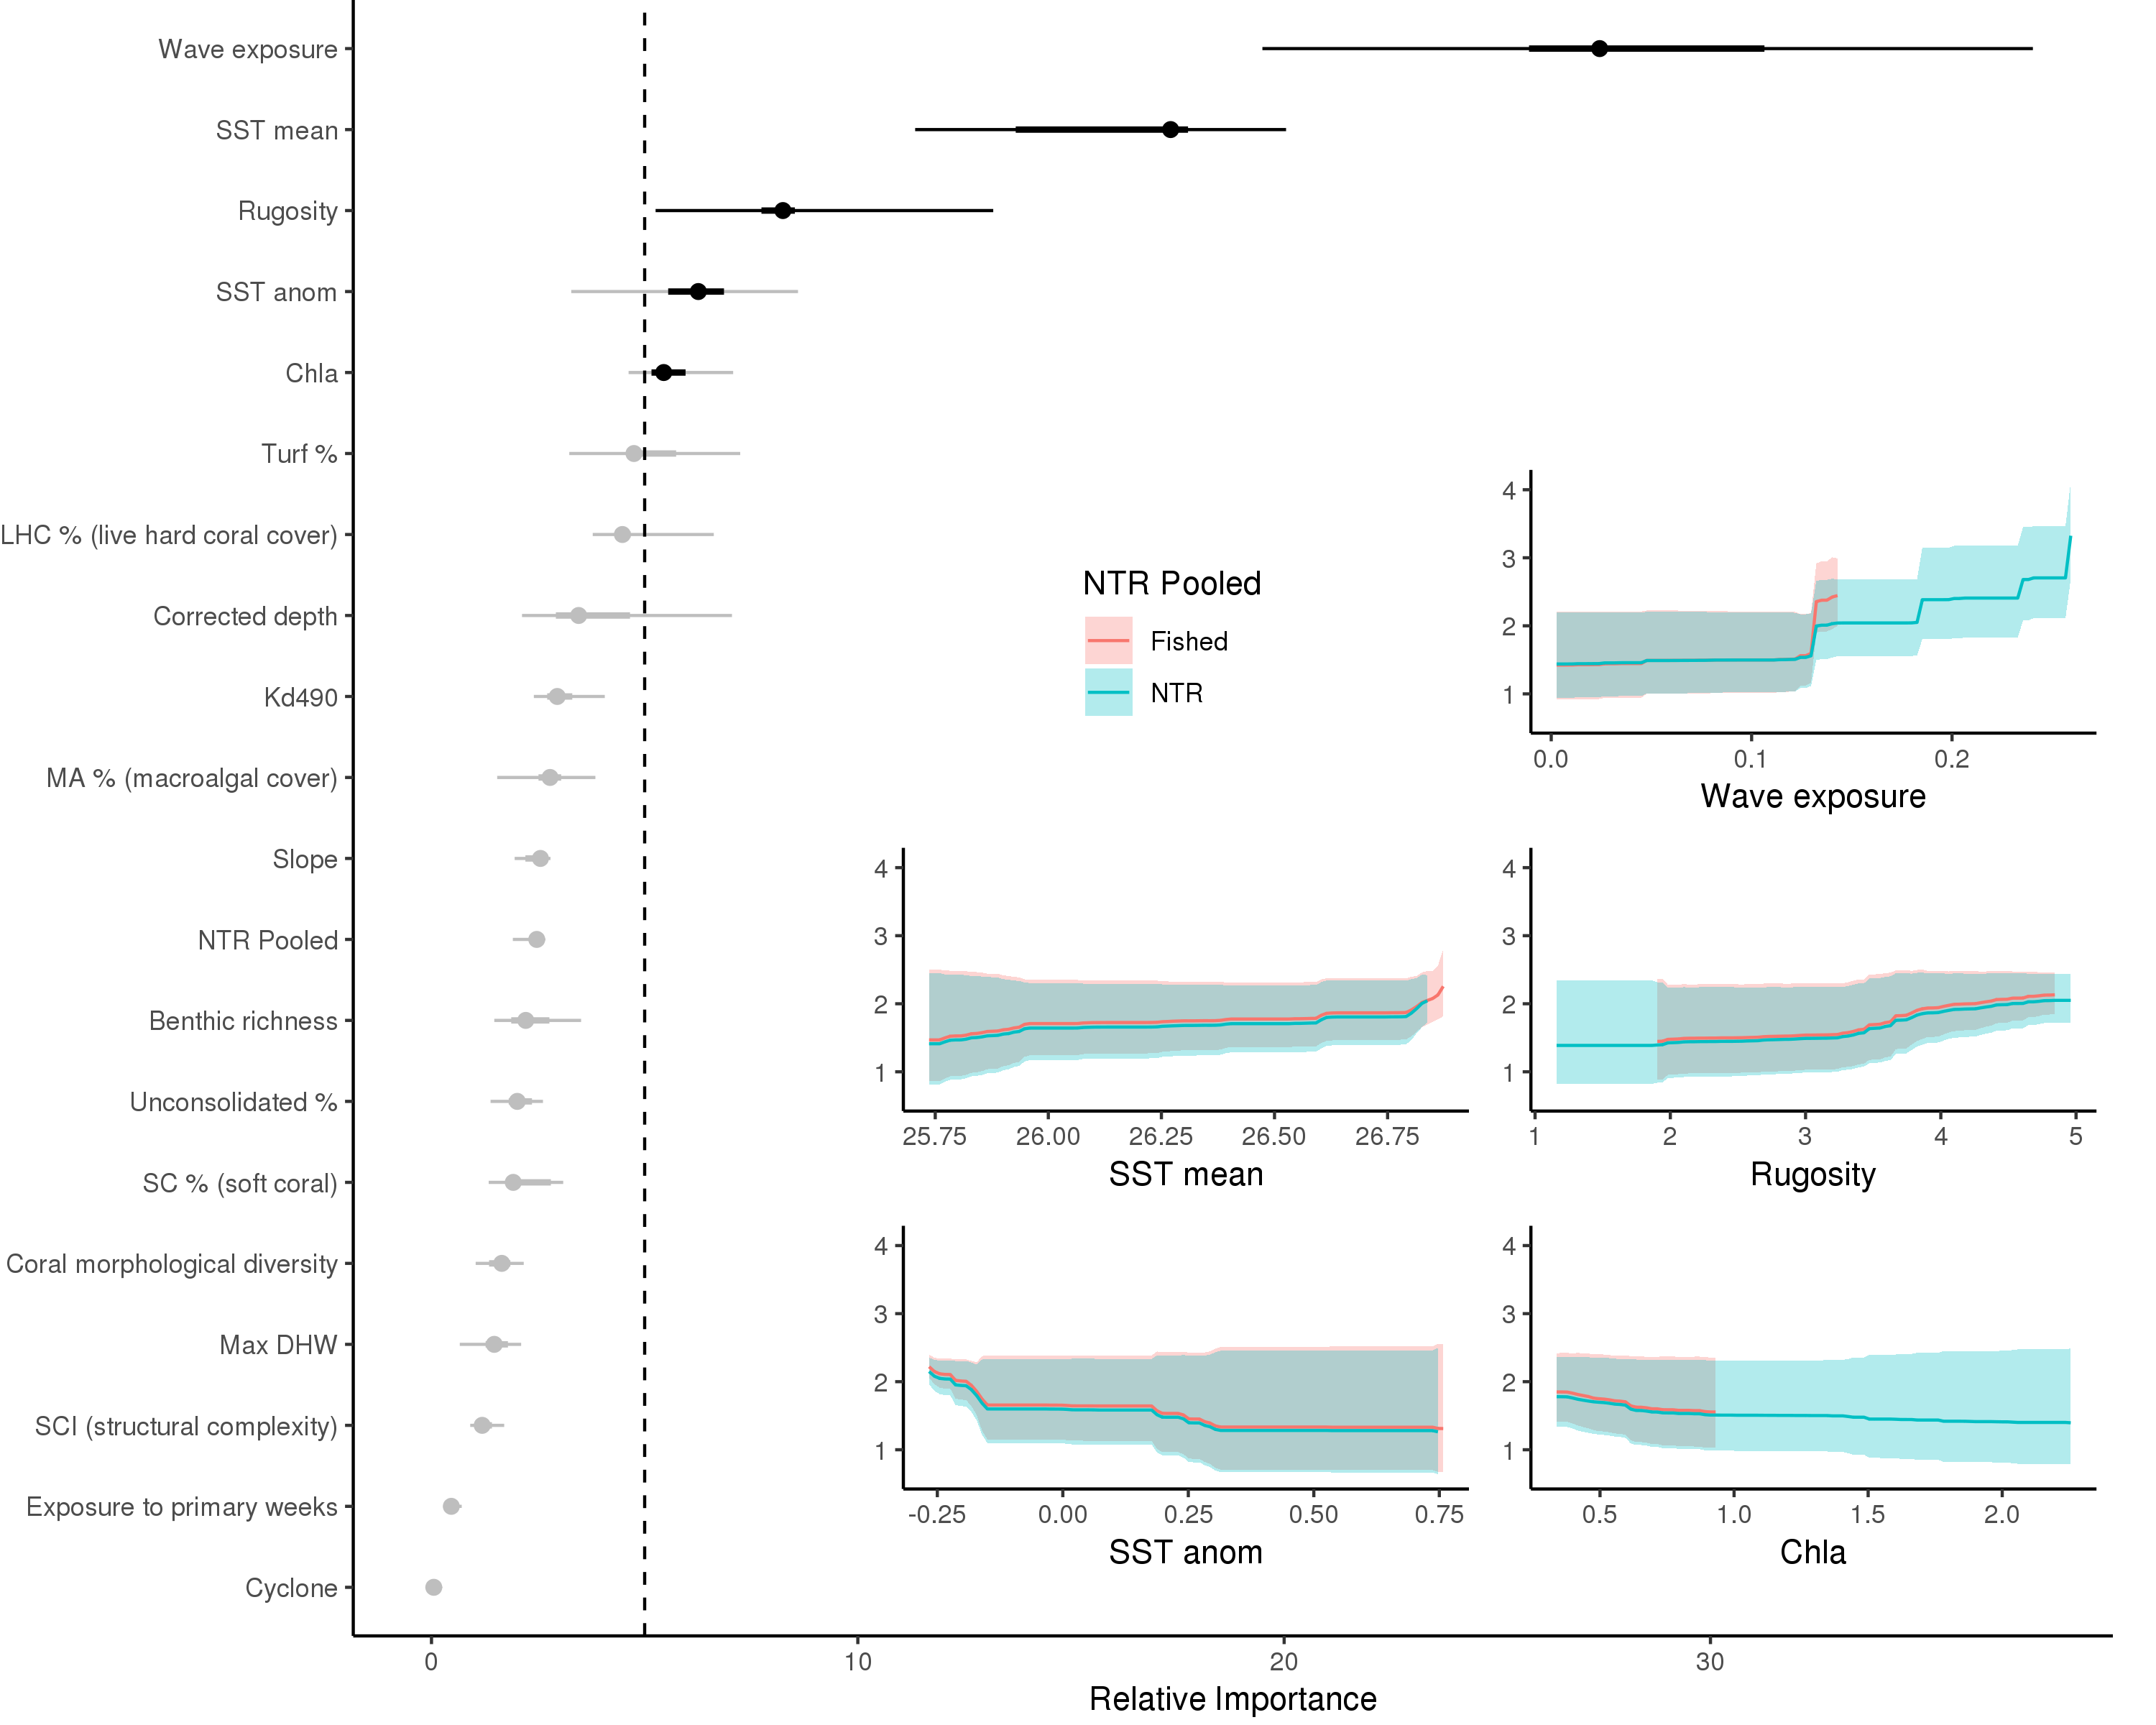 Wave exposure
SST mean
Rugosity
SST anom
Chla
Turf %
LHC % (live hard coral cover)
Corrected depth
Kd490
MA % (macroalgal cover)
Slope
NTR Pooled
Benthic richness
Unconsolidated %
SC % (soft coral)
Coral morphological diversity
Max DHW
SCI (structural complexity)
Exposure to primary weeks
Cyclone
0 10 20 30
Relative Importance
NTR Pooled
Fished
NTR
4
3
2
1
0.0 0.1 0.2
Wave exposure
4
3
2
1
25.75 26.00 26.25 26.50 26.75
SST mean
4
3
2
1
1 2 3 4 5
Rugosity
4
3
2
1
-0.25 0.00 0.25 0.50 0.75
SST anom
4
3
2
1
0.5 1.0 1.5 2.0
Chla